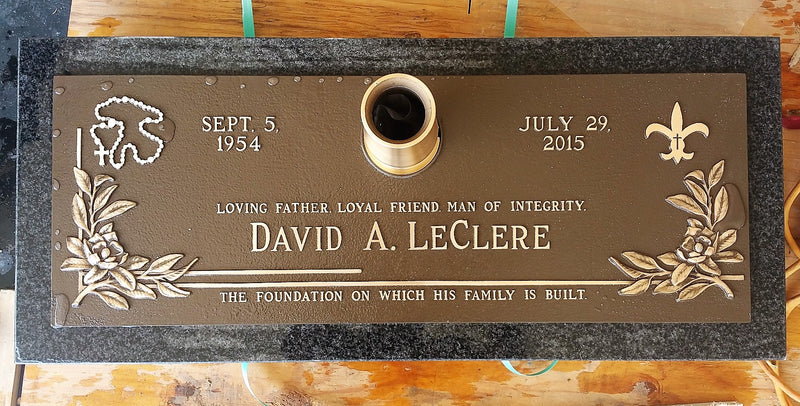 SEPT. 5,
1954
JULY 29,
2015
LOVING FATHER. LOYAL FRIEND. MAN OF INTEGRITY.
DAVID A. LECLERE
THE FOUNDATION ON WHICH HIS FAMILY IS BUILT.